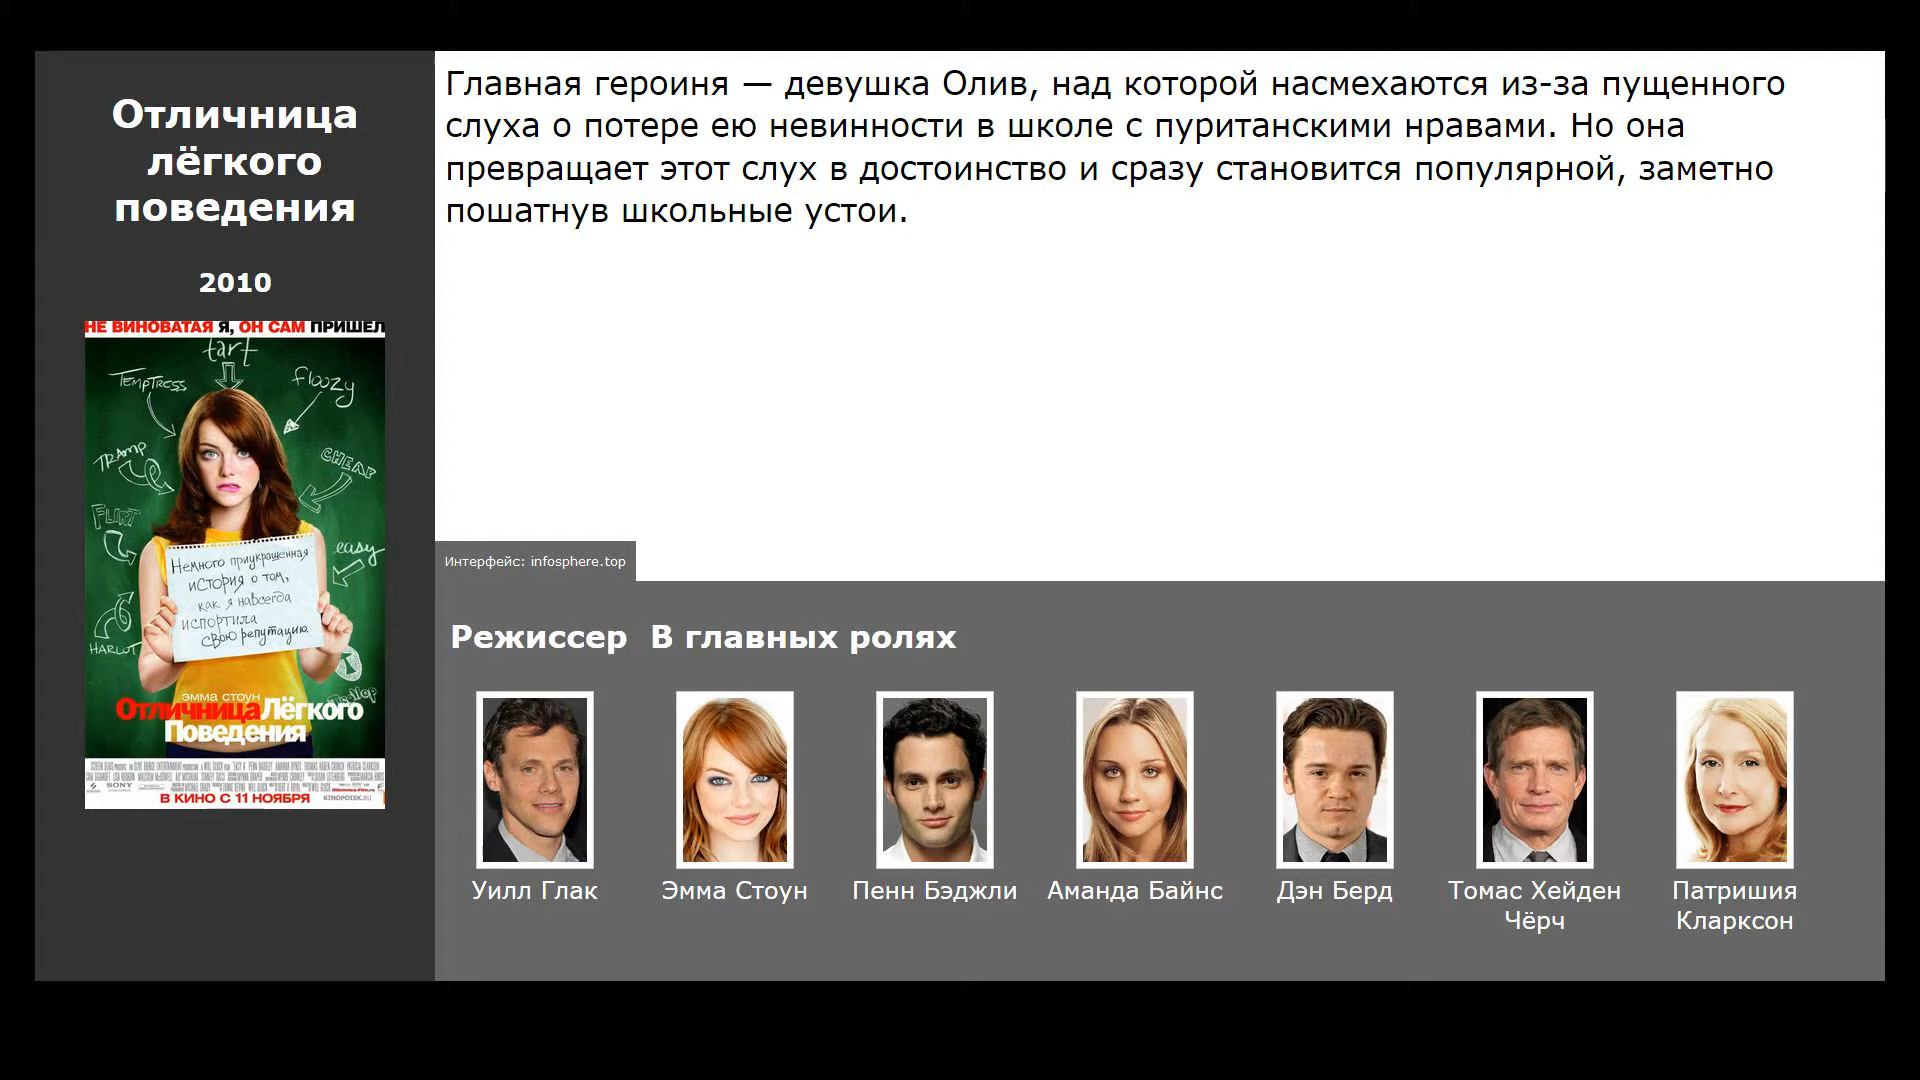 Отличница
лёгкого
поведения
2010
НЕ ВИНОВАТАЯ Я, ОН САМ ПРИШЕЛ
tart
TEMPTRESS
floozy
TRAMP
CHEAP
FLIRT
easy
HARLOT
Немного приукрашенная
история о том,
как я навсегда
испортила
свою репутацию.
ЭММА СТОУН
Отличница Лёгкого
Поведения
SONY
В КИНО С 11 НОЯБРЯ
KINOPOISK.RU
Главная героиня — девушка Олив, над которой насмехаются из-за пущенного
слуха о потере ею невинности в школе с пуританскими нравами. Но она
превращает этот слух в достоинство и сразу становится популярной, заметно
пошатнув школьные устои.
Интерфейс: infosphere.top
Режиссер В главных ролях
Уилл Глак
Эмма Стоун
Пенн Бэджли
Аманда Байнс
Дэн Берд
Томас Хейден
Чёрч
Патришия
Кларксон